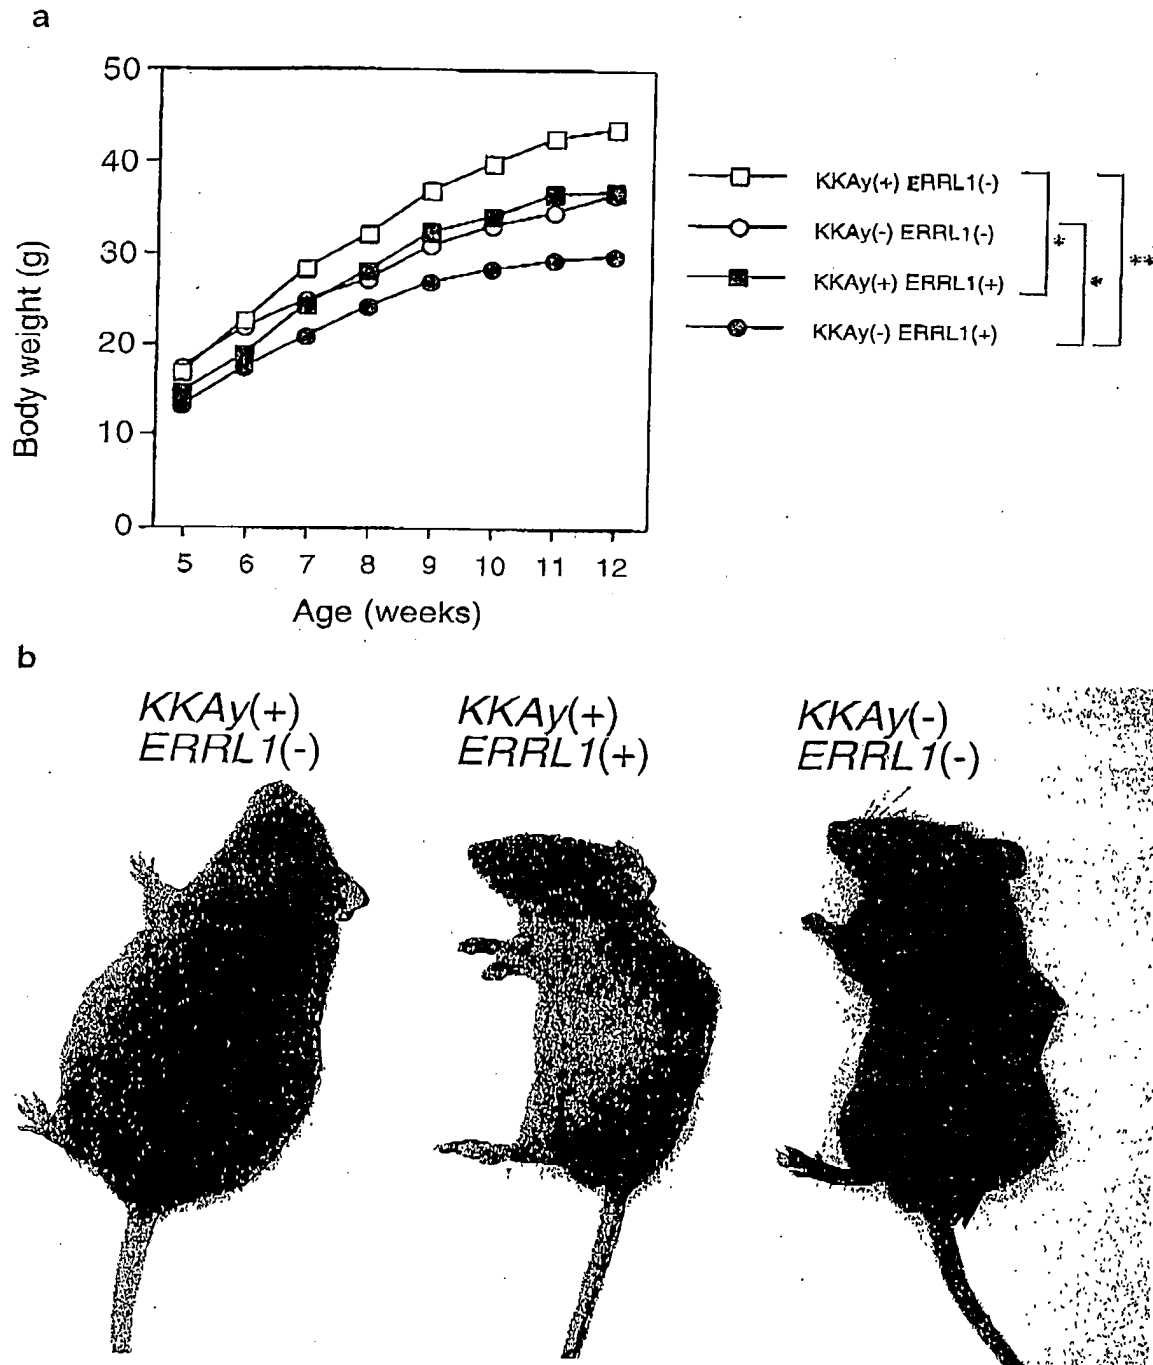 a
50
40
30
20
10
0
Body weight (g)
5 6 7 8 9 10 11 12
Age (weeks)
KKAy(+) ERRL1(-)
KKAy(-) ERRL1(-)
KKAy(+) ERRL1(+)
KKAy(-) ERRL1(+)
*
*
**
b
KKAy(+)
ERRL1(-)
KKAy(+)
ERRL1(+)
KKAy(-)
ERRL1(-)